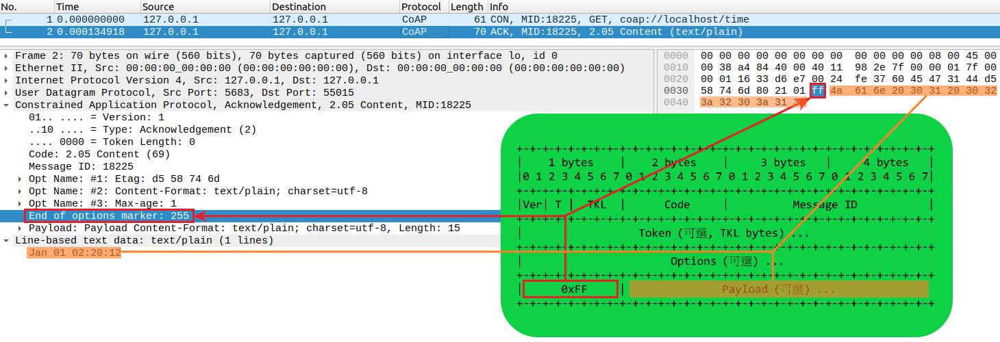 No. Time Source Destination Protocol Length Info
1 0.000000000 127.0.0.1 127.0.0.1 CoAP 61 CON, MID:18225, GET, coap://localhost/time
2 0.000134918 127.0.0.1 127.0.0.1 CoAP 70 ACK, MID:18225, 2.05 Content (text/plain)
Frame 2: 70 bytes on wire (560 bits), 70 bytes captured (560 bits) on interface lo, id 0
Ethernet II, Src: 00:00:00_00:00:00 (00:00:00:00:00:00), Dst: 00:00:00_00:00:00 (00:00:00:00:00:00)
Internet Protocol Version 4, Src: 127.0.0.1, Dst: 127.0.0.1
User Datagram Protocol, Src Port: 5683, Dst Port: 55015
Constrained Application Protocol, Acknowledgement, 2.05 Content, MID:18225
01.. .... = Version: 1
..10 .... = Type: Acknowledgement (2)
.... 0000 = Token Length: 0
Code: 2.05 Content (69)
Message ID: 18225
Opt Name: #1: Etag: d5 58 74 6d
Opt Name: #2: Content-Format: text/plain; charset=utf-8
Opt Name: #3: Max-age: 1
End of options marker: 255
Payload: Payload Content-Format: text/plain; charset=utf-8, Length: 15
Line-based text data: text/plain (1 lines)
Jan 01 02:20:12
0000 00 00 00 00 00 00 00 00 00 00 00 00 08 00 45 00
0010 00 38 a4 84 40 00 40 11 98 2e 7f 00 00 01 7f 00
0020 00 01 16 33 d6 e7 00 24 fe 37 60 45 47 31 44 d5
0030 58 74 6d 80 21 01 ff 4a 61 6e 20 30 31 20 30 32
0040 3a 32 30 3a 31
+-+-+-+-+-+-+-+-+-+-+-+-+-+-+-+-+-+-+-+-+-+-+-+-+-+-+-+-+-+-+-+-+
| 1 bytes | 2 bytes | 3 bytes | 4 bytes |
|0 1 2 3 4 5 6 7 0 1 2 3 4 5 6 7 0 1 2 3 4 5 6 7 0 1 2 3 4 5 6 7|
+-+-+-+-+-+-+-+-+-+-+-+-+-+-+-+-+-+-+-+-+-+-+-+-+-+-+-+-+-+-+-+-+
|Ver| T | TKL | Code | Message ID |
+-+-+-+-+-+-+-+-+-+-+-+-+-+-+-+-+-+-+-+-+-+-+-+-+-+-+-+-+-+-+-+-+
| Token (可選, TKL bytes) ...
+-+-+-+-+-+-+-+-+-+-+-+-+-+-+-+-+-+-+-+-+-+-+-+-+-+-+-+-+-+-+-+-+
| Options (可選) ...
+-+-+-+-+-+-+-+-+-+-+-+-+-+-+-+-+-+-+-+-+-+-+-+-+-+-+-+-+-+-+-+-+
| 0xFF | Payload (可選) ...
+-+-+-+-+-+-+-+-+-+-+-+-+-+-+-+-+-+-+-+-+-+-+-+-+-+-+-+-+-+-+-+-+